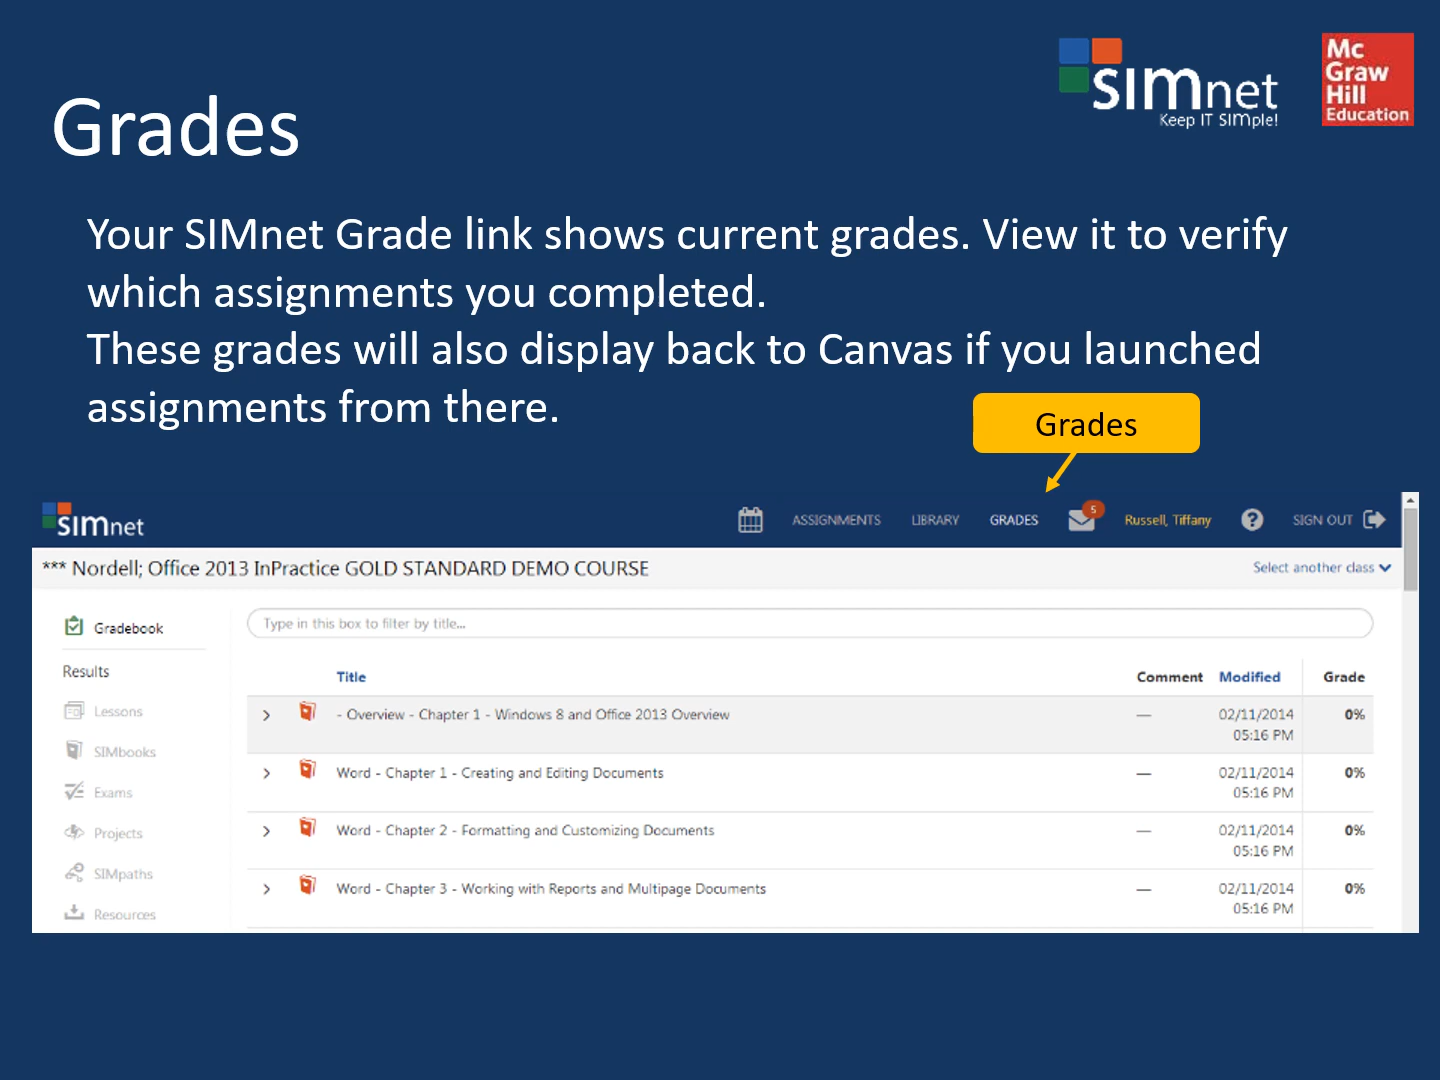 SIMnet
Keep IT SIMple!
Mc
Graw
Hill
Education
Grades
Your SIMnet Grade link shows current grades. View it to verify
which assignments you completed.
These grades will also display back to Canvas if you launched
assignments from there.
Grades
SIMnet
ASSIGNMENTS LIBRARY GRADES 5 Russell, Tiffany ? SIGN OUT
*** Nordell; Office 2013 InPractice GOLD STANDARD DEMO COURSE Select another class
Gradebook
Results
Lessons
SIMbooks
Exams
Projects
SIMpaths
Resources
Type in this box to filter by title...
Title Comment Modified Grade
- Overview - Chapter 1 - Windows 8 and Office 2013 Overview — 02/11/2014 0%
05:16 PM
Word - Chapter 1 - Creating and Editing Documents — 02/11/2014 0%
05:16 PM
Word - Chapter 2 - Formatting and Customizing Documents — 02/11/2014 0%
05:16 PM
Word - Chapter 3 - Working with Reports and Multipage Documents — 02/11/2014 0%
05:16 PM